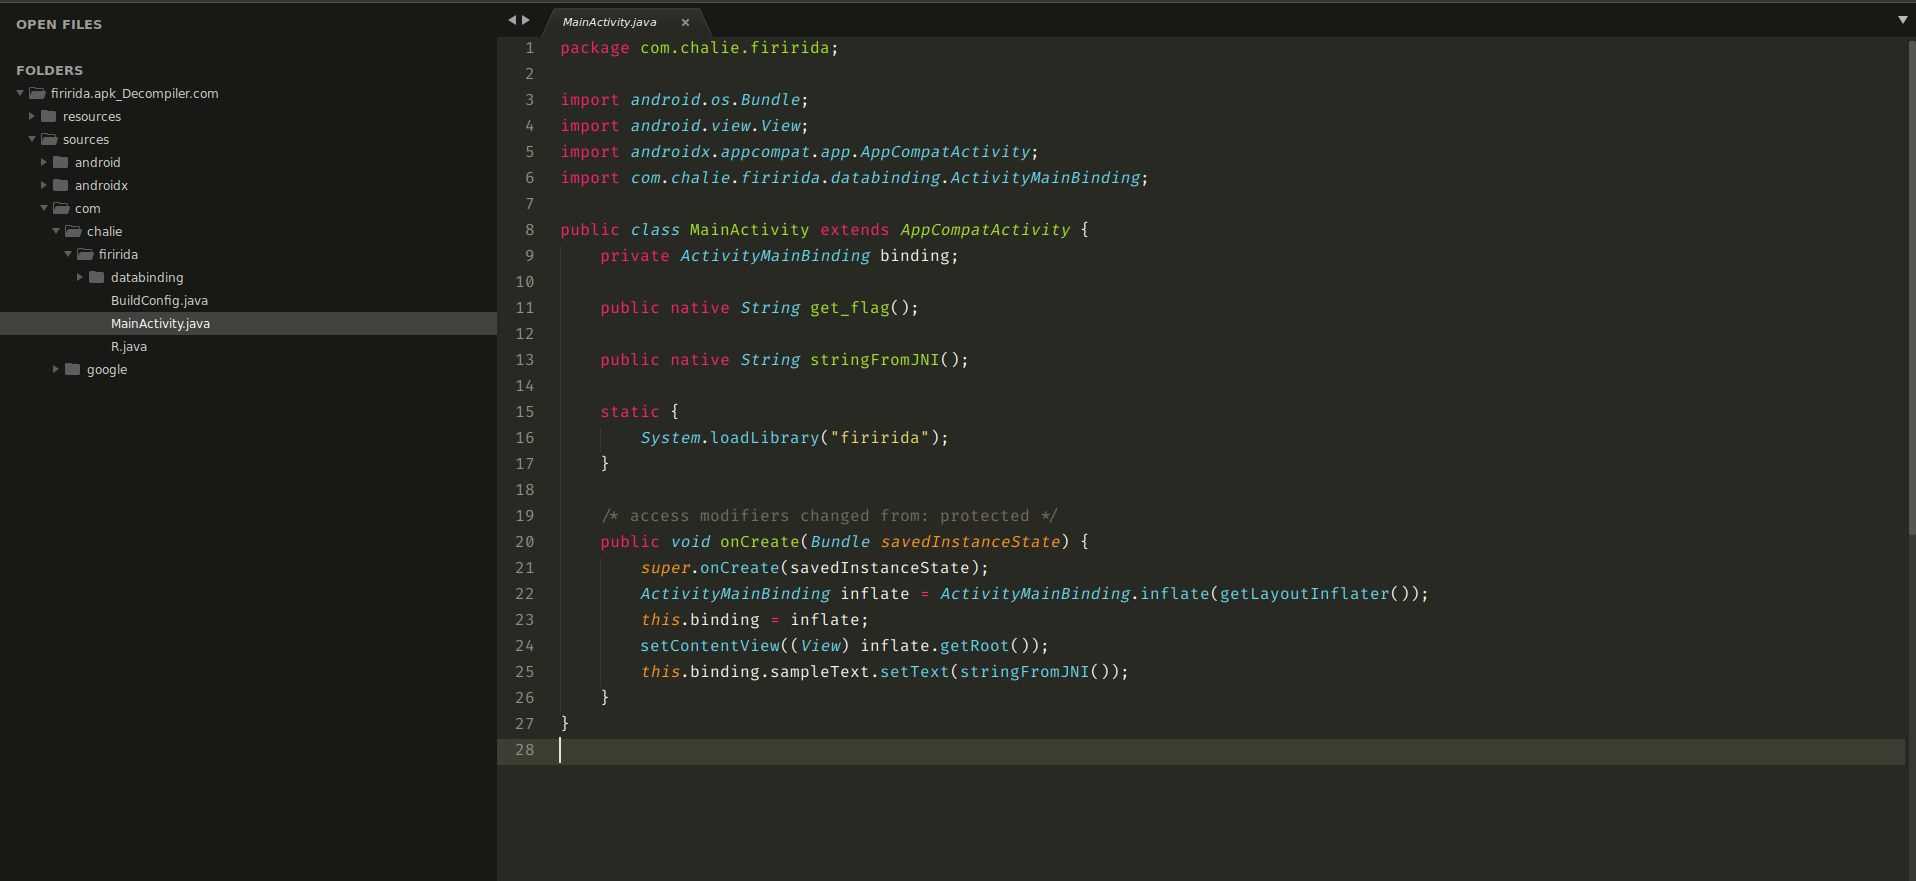 OPEN FILES
FOLDERS
firirida.apk_Decompiler.com
resources
sources
android
androidx
com
chalie
firirida
databinding
BuildConfig.java
MainActivity.java
R.java
google
MainActivity.java ×
1 package com.chalie.firirida;
2
3 import android.os.Bundle;
4 import android.view.View;
5 import androidx.appcompat.app.AppCompatActivity;
6 import com.chalie.firirida.databinding.ActivityMainBinding;
7
8 public class MainActivity extends AppCompatActivity {
9     private ActivityMainBinding binding;
10
11     public native String get_flag();
12
13     public native String stringFromJNI();
14
15     static {
16         System.loadLibrary("firirida");
17     }
18
19     /* access modifiers changed from: protected */
20     public void onCreate(Bundle savedInstanceState) {
21         super.onCreate(savedInstanceState);
22         ActivityMainBinding inflate = ActivityMainBinding.inflate(getLayoutInflater());
23         this.binding = inflate;
24         setContentView((View) inflate.getRoot());
25         this.binding.sampleText.setText(stringFromJNI());
26     }
27 }
28